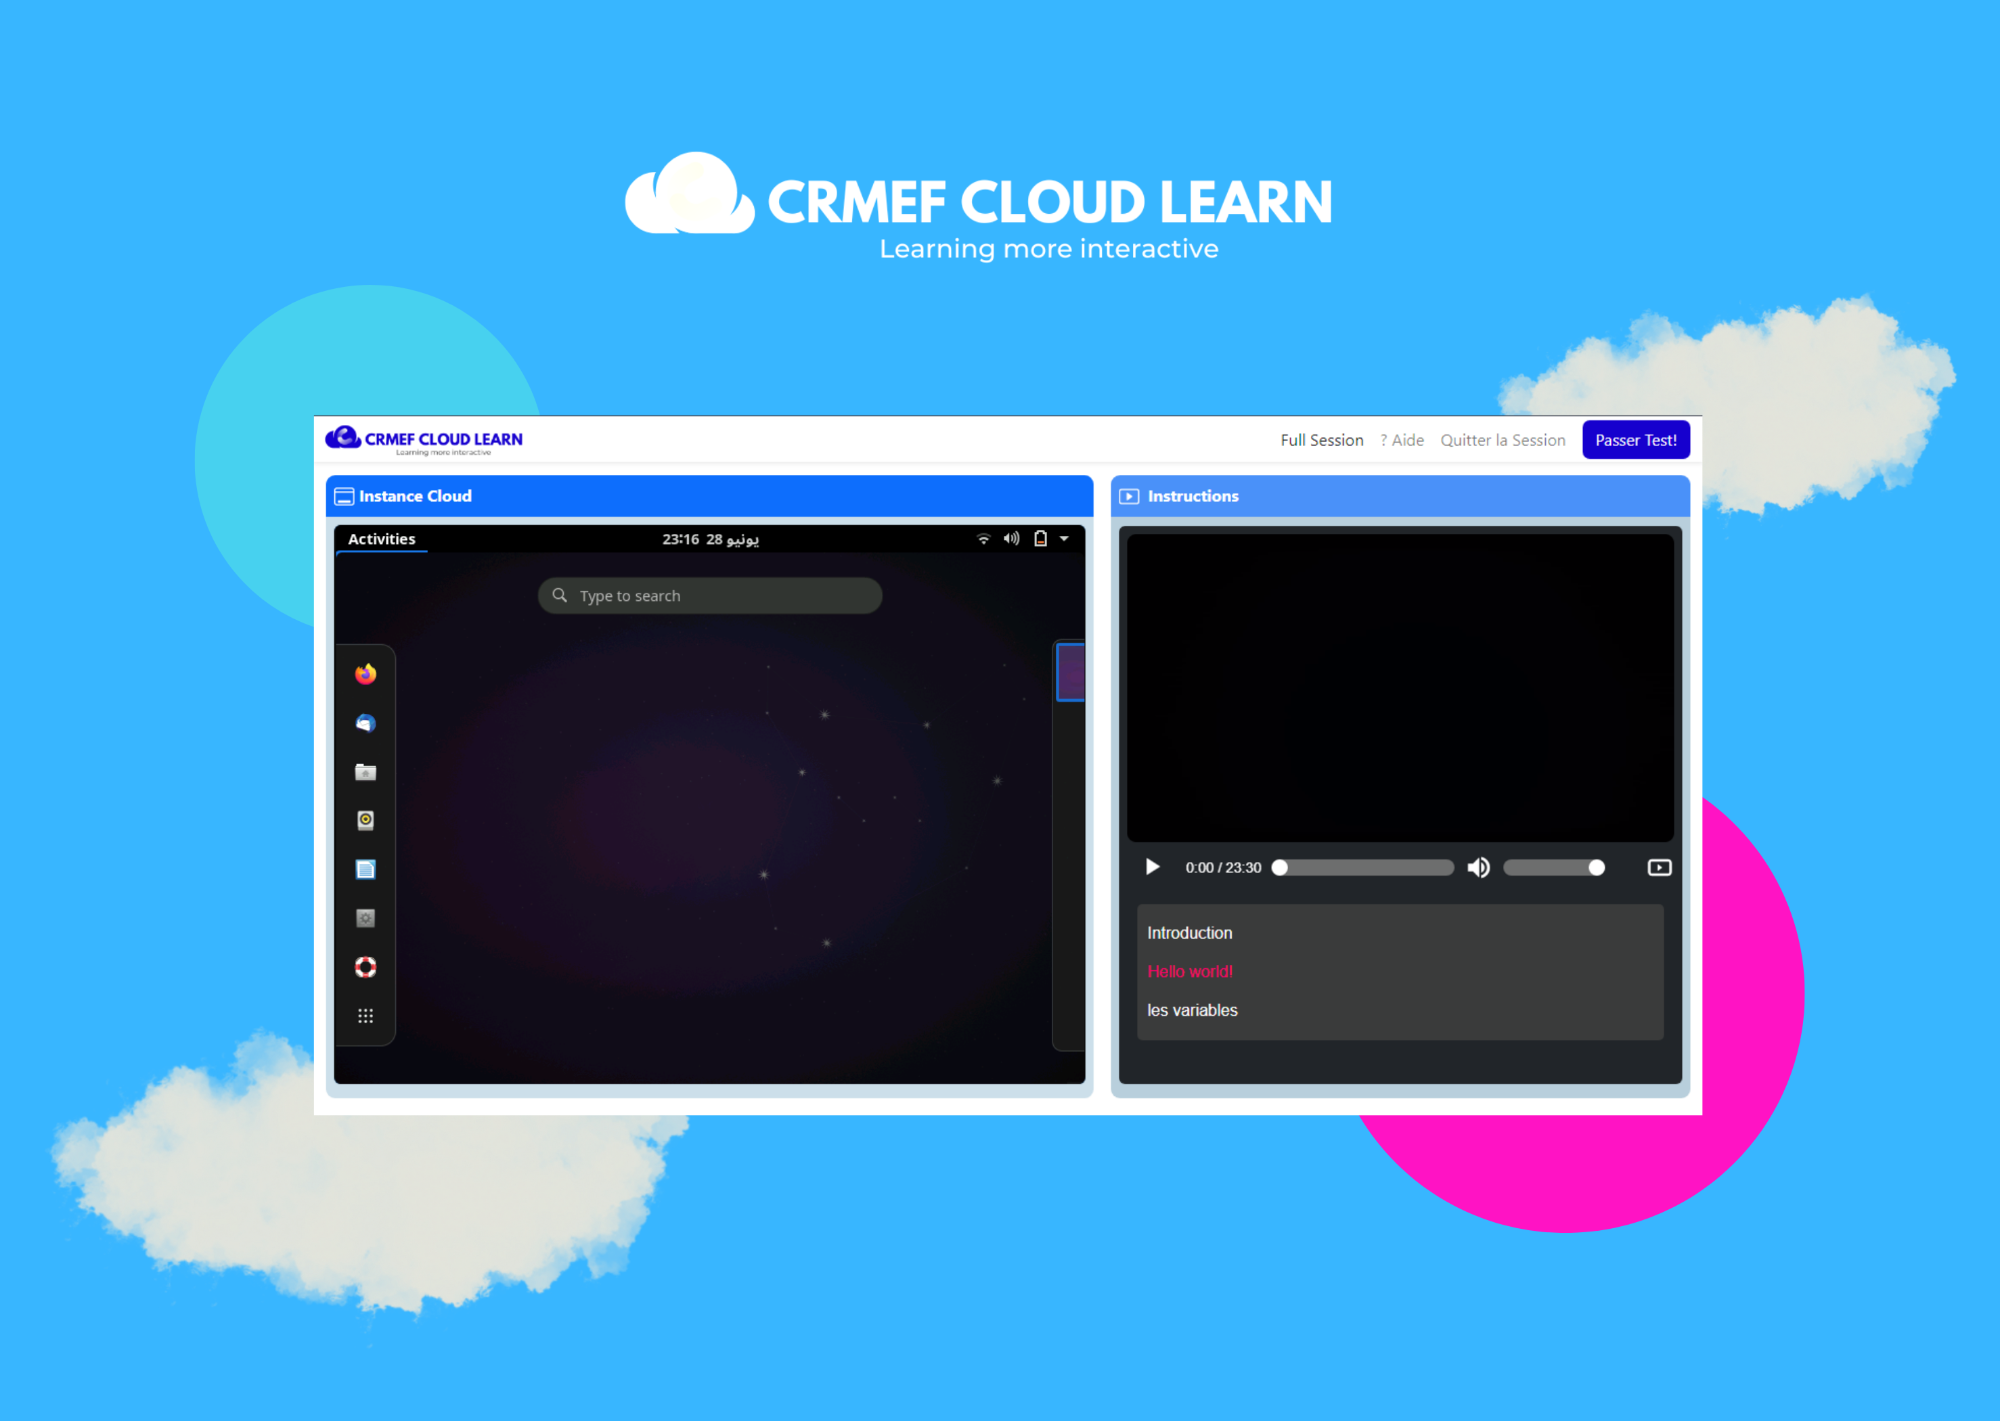 CRMEF CLOUD LEARN
Learning more interactive
CRMEF CLOUD LEARN
Learning more interactive
Full Session
? Aide
Quitter la Session
Passer Test!
Instance Cloud
Activities
23:16 28 يونيو
Type to search
Instructions
0:00 / 23:30
Introduction
Hello world!
les variables